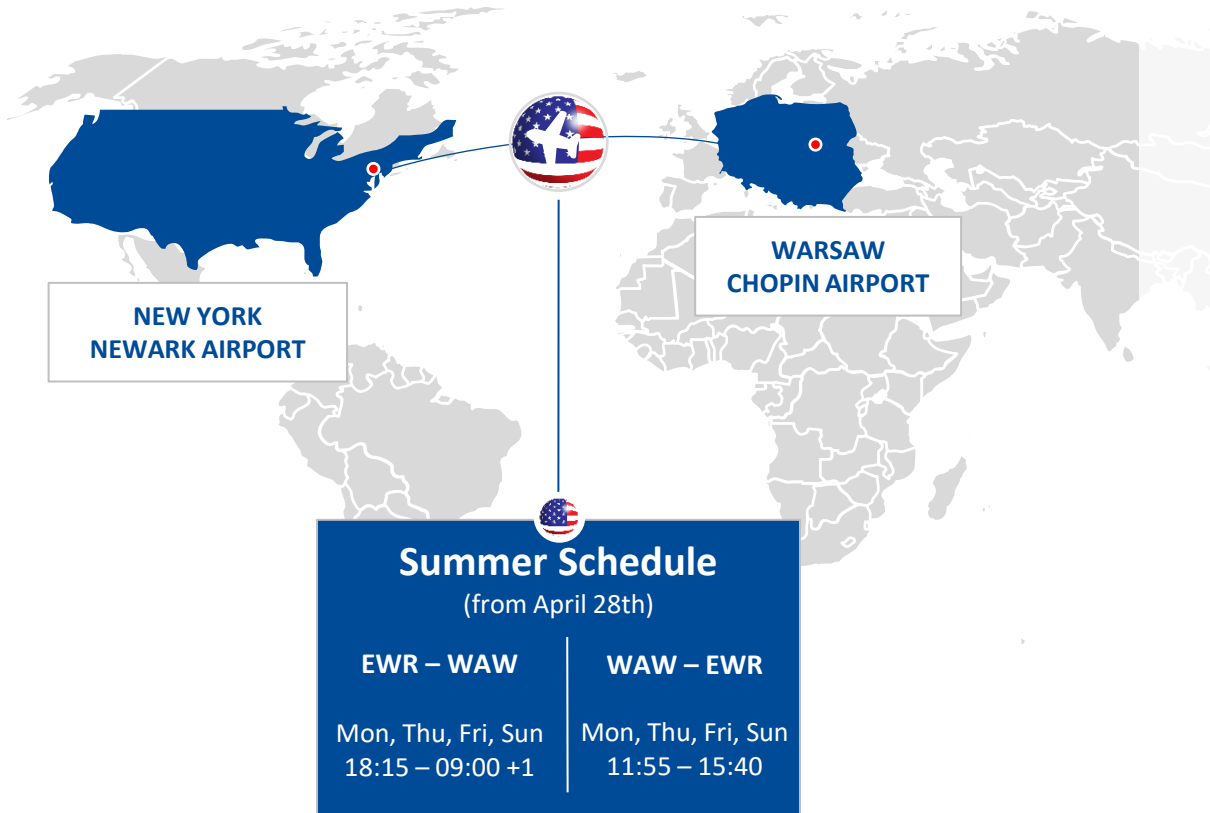 NEW YORK
NEWARK AIRPORT
WARSAW
CHOPIN AIRPORT
Summer Schedule
(from April 28th)
EWR – WAW
Mon, Thu, Fri, Sun
18:15 – 09:00 +1
WAW – EWR
Mon, Thu, Fri, Sun
11:55 – 15:40